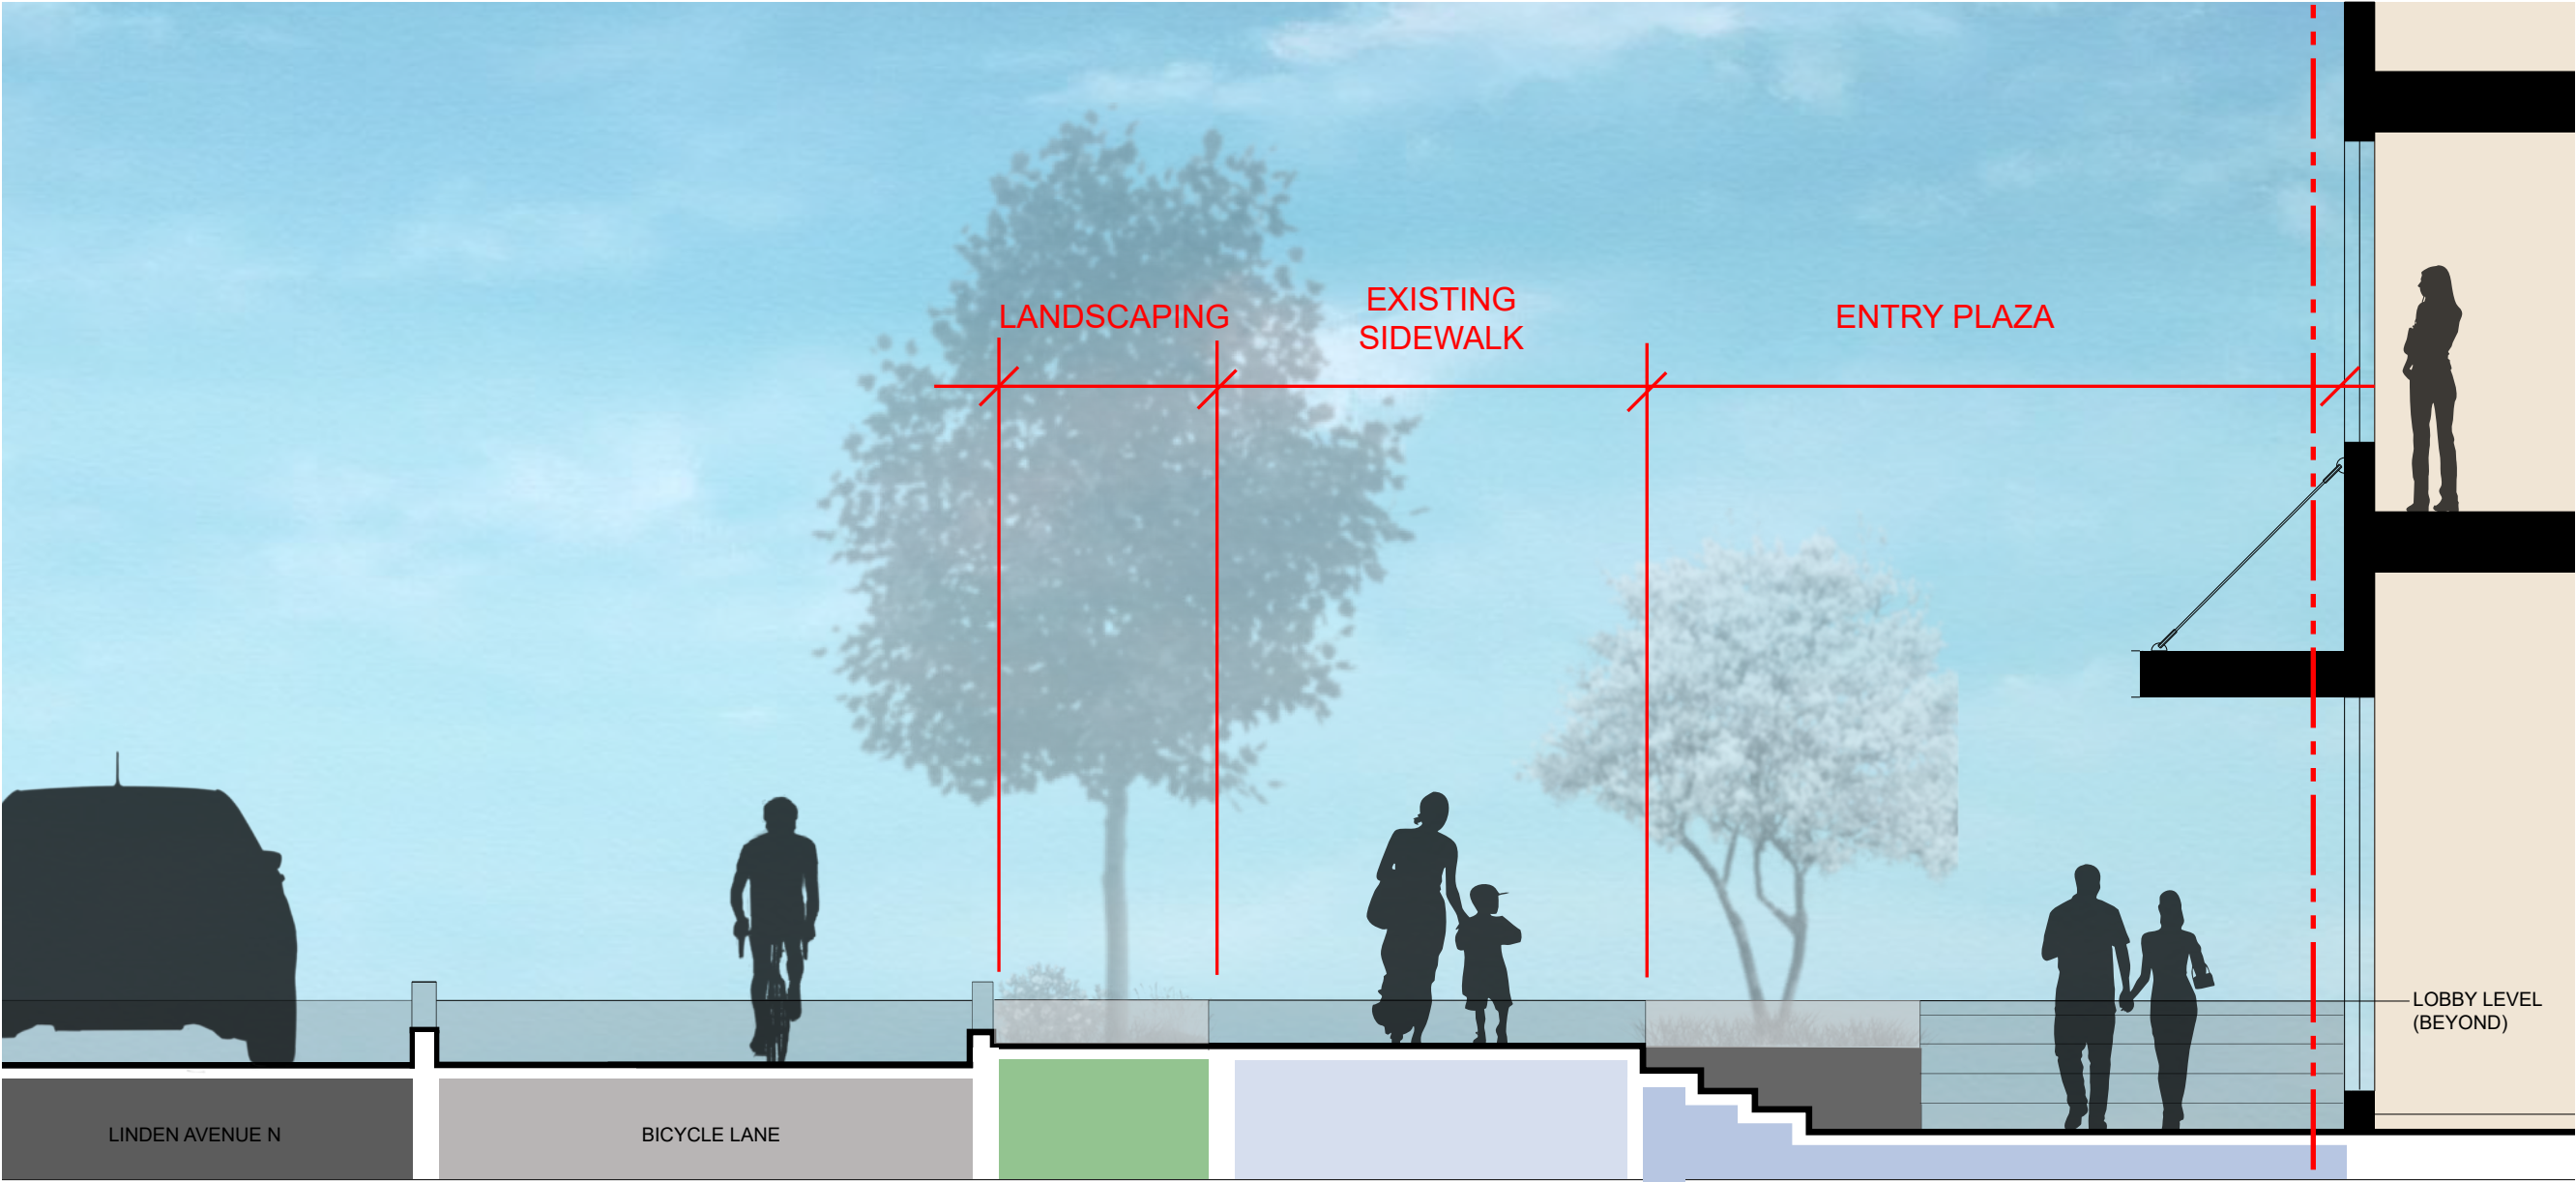 LANDSCAPING
EXISTING
SIDEWALK
ENTRY PLAZA
LOBBY LEVEL
(BEYOND)
LINDEN AVENUE N
BICYCLE LANE